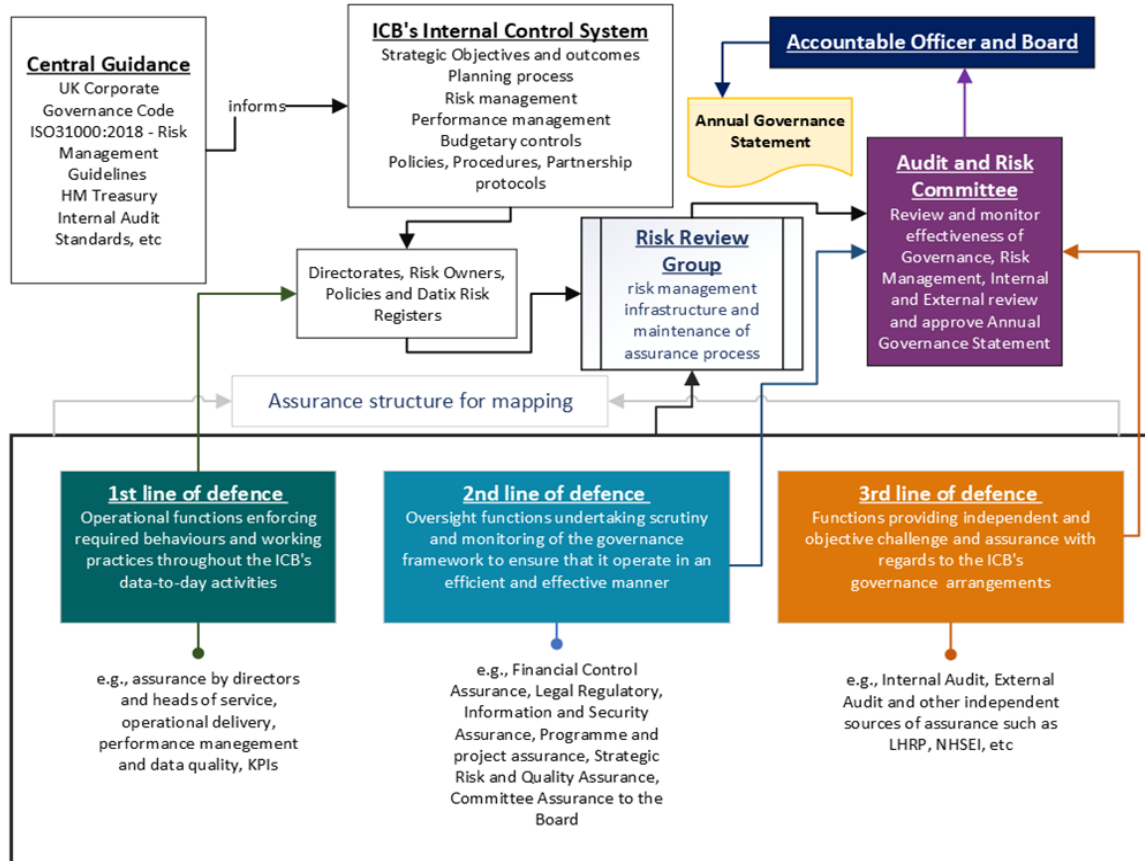 Central Guidance
UK Corporate
Governance Code
ISO31000:2018 - Risk
Management
Guidelines
HM Treasury
Internal Audit
Standards, etc
informs
ICB's Internal Control System
Strategic Objectives and outcomes
Planning process
Risk management
Performance management
Budgetary controls
Policies, Procedures, Partnership
protocols
Accountable Officer and Board
Annual Governance
Statement
Audit and Risk
Committee
Review and monitor
effectiveness of
Governance, Risk
Management, Internal
and External review
and approve Annual
Governance Statement
Directorates, Risk Owners,
Policies and Datix Risk
Registers
Risk Review
Group
risk management
infrastructure and
maintenance of
assurance process
Assurance structure for mapping
1st line of defence
Operational functions enforcing
required behaviours and working
practices throughout the ICB's
data-to-day activities
2nd line of defence
Oversight functions undertaking scrutiny
and monitoring of the governance
framework to ensure that it operate in an
efficient and effective manner
3rd line of defence
Functions providing independent and
objective challenge and assurance with
regards to the ICB's
governance arrangements
e.g., assurance by directors
and heads of service,
operational delivery,
performance manegement
and data quality, KPIs
e.g., Financial Control
Assurance, Legal Regulatory,
Information and Security
Assurance, Programme and
project assurance, Strategic
Risk and Quality Assurance,
Committee Assurance to the
Board
e.g., Internal Audit, External
Audit and other independent
sources of assurance such as
LHRP, NHSEI, etc